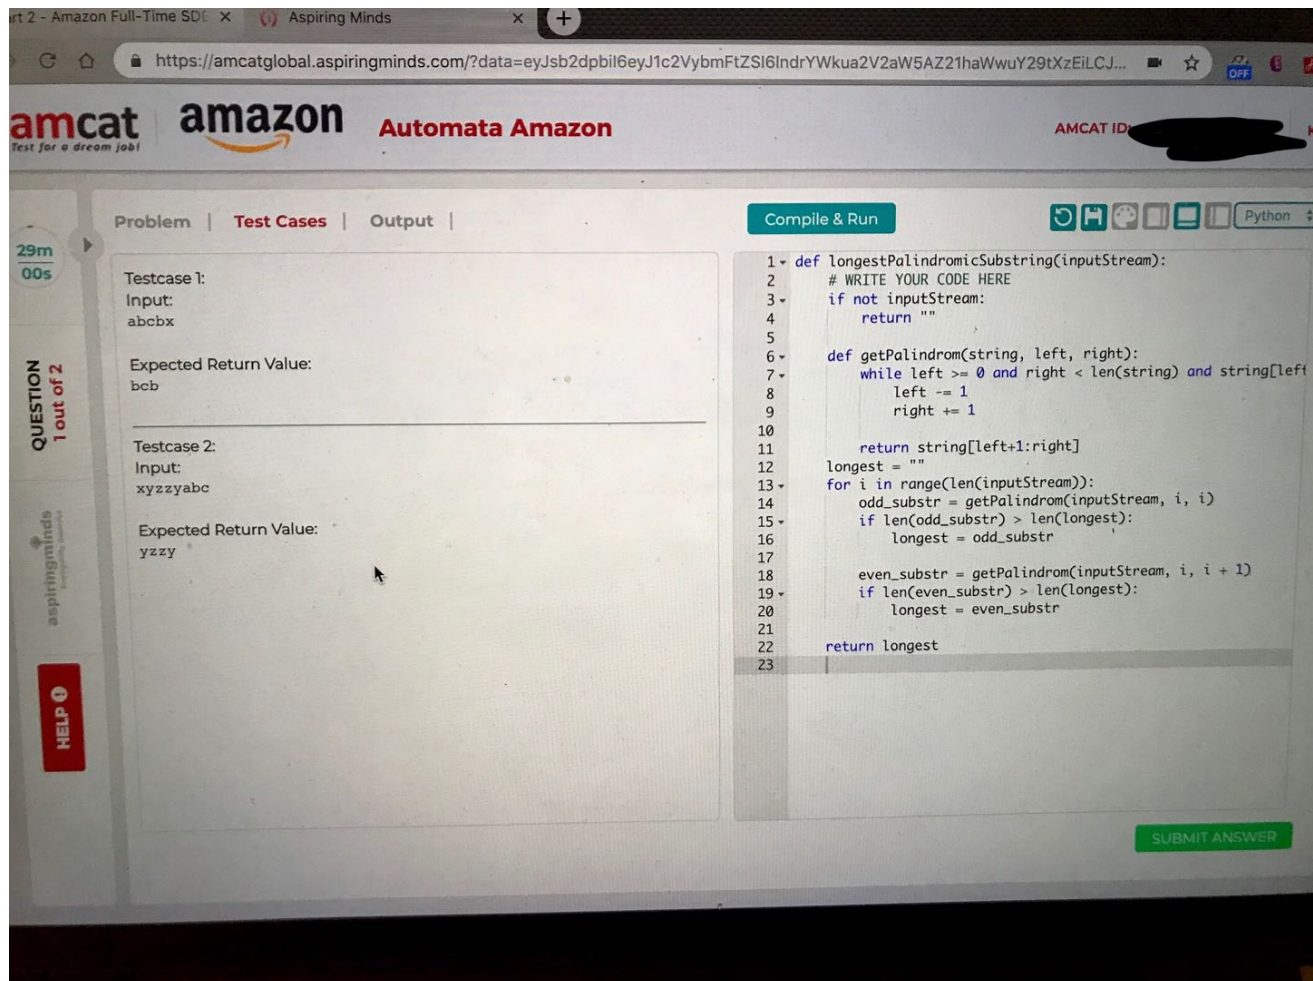 rt 2 - Amazon Full-Time SDE
Aspiring Minds
https://amcatglobal.aspiringminds.com/?data=
OFF
amcat
Test for a dream job!
amazon
Automata Amazon
AMCAT ID:
29m
00s
Problem | Test Cases | Output |
Compile & Run
Python
QUESTION
1 out of 2
aspiringminds
HELP
Testcase 1:
Input:
abcbx
Expected Return Value:
bcb
Testcase 2:
Input:
xyzzyabc
Expected Return Value:
yzzy
1 def longestPalindromicSubstring(inputStream):
2 # WRITE YOUR CODE HERE
3 if not inputStream:
4 return ""
5
6 def getPalindrom(string, left, right):
7 while left >= 0 and right < len(string) and string[left
8 left -= 1
9 right += 1
10
11 return string[left+1:right]
12 longest = ""
13 for i in range(len(inputStream)):
14 odd_substr = getPalindrom(inputStream, i, i)
15 if len(odd_substr) > len(longest):
16 longest = odd_substr
17
18 even_substr = getPalindrom(inputStream, i, i + 1)
19 if len(even_substr) > len(longest):
20 longest = even_substr
21
22 return longest
23
SUBMIT ANSWER